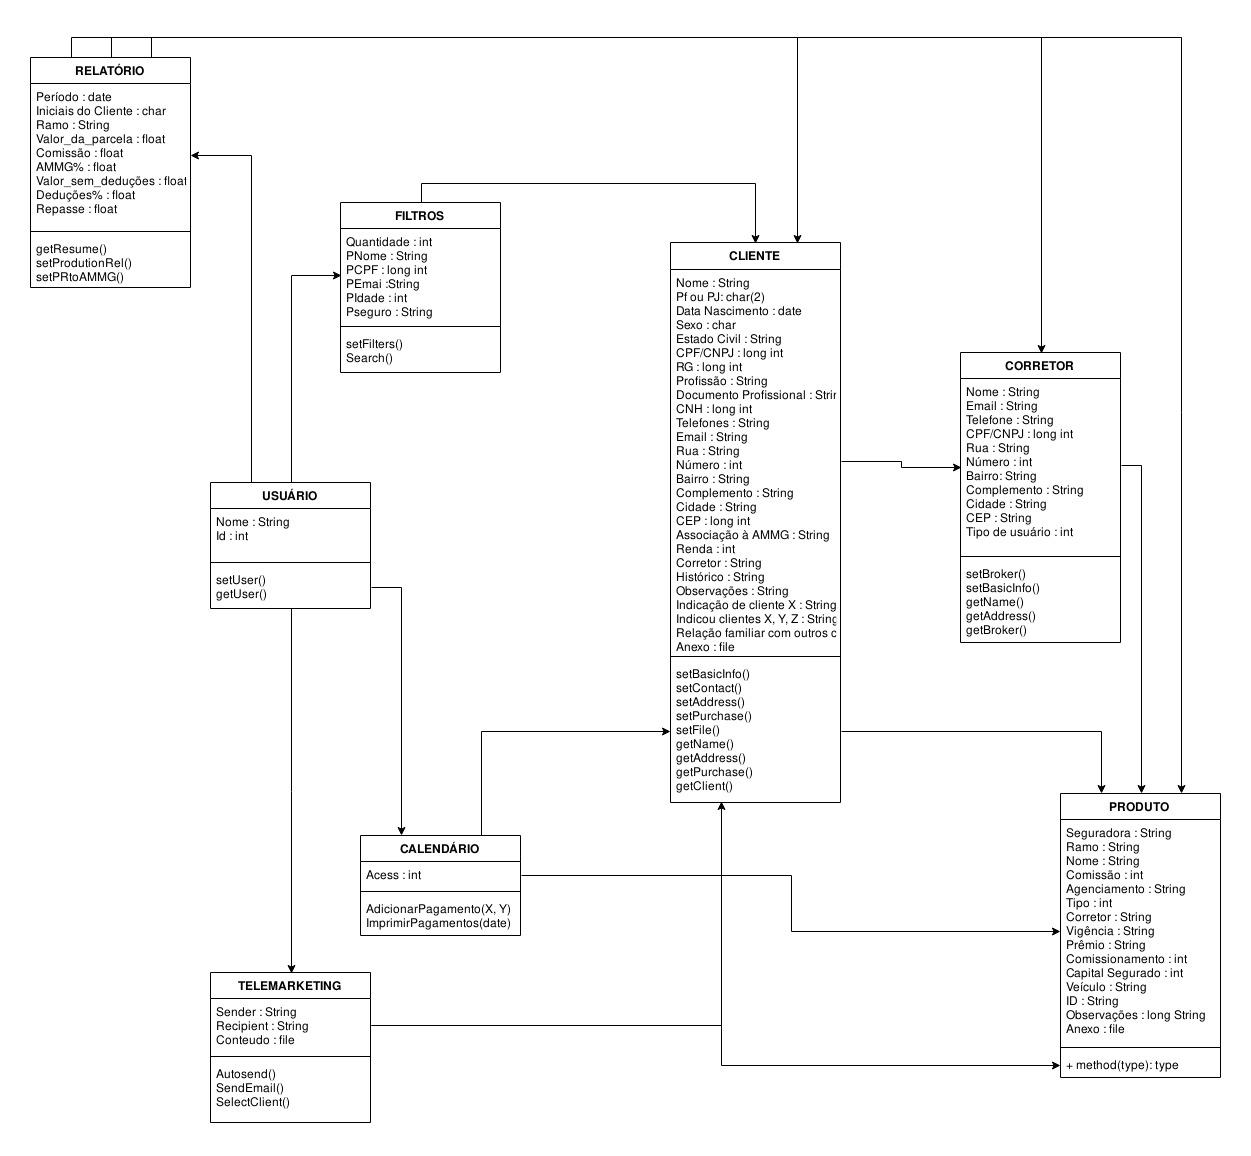 RELATÓRIO
Período : date
Iniciais do Cliente : char
Ramo : String
Valor_da_parcela : float
Comissão : float
AMMG% : float
Valor_sem_deduções : float
Deduções% : float
Repasse : float
getResume()
setProdutionRel()
setPRtoAMMG()
FILTROS
Quantidade : int
PNome : String
PCPF : long int
PEmai :String
PIdade : int
Pseguro : String
setFilters()
Search()
CLIENTE
Nome : String
Pf ou PJ: char(2)
Data Nascimento : date
Sexo : char
Estado Civil : String
CPF/CNPJ : long int
RG : long int
Profissão : String
Documento Profissional : Strin
CNH : long int
Telefones : String
Email : String
Rua : String
Número : int
Bairro : String
Complemento : String
Cidade : String
CEP : long int
Associação à AMMG : String
Renda : int
Corretor : String
Histórico : String
Observações : String
Indicação de cliente X : String
Indicou clientes X, Y, Z : String
Relação familiar com outros c
Anexo : file
setBasicInfo()
setContact()
setAddress()
setPurchase()
setFile()
getName()
getAddress()
getPurchase()
getClient()
CORRETOR
Nome : String
Email : String
Telefone : String
CPF/CNPJ : long int
Rua : String
Número : int
Bairro: String
Complemento : String
Cidade : String
CEP : String
Tipo de usuário : int
setBroker()
setBasicInfo()
getName()
getAddress()
getBroker()
USUÁRIO
Nome : String
Id : int
setUser()
getUser()
CALENDÁRIO
Acess : int
AdicionarPagamento(X, Y)
ImprimirPagamentos(date)
PRODUTO
Seguradora : String
Ramo : String
Nome : String
Comissão : int
Agenciamento : String
Tipo : int
Corretor : String
Vigência : String
Prêmio : String
Comissionamento : int
Capital Segurado : int
Veículo : String
ID : String
Observações : long String
Anexo : file
+ method(type): type
TELEMARKETING
Sender : String
Recipient : String
Conteudo : file
Autosend()
SendEmail()
SelectClient()